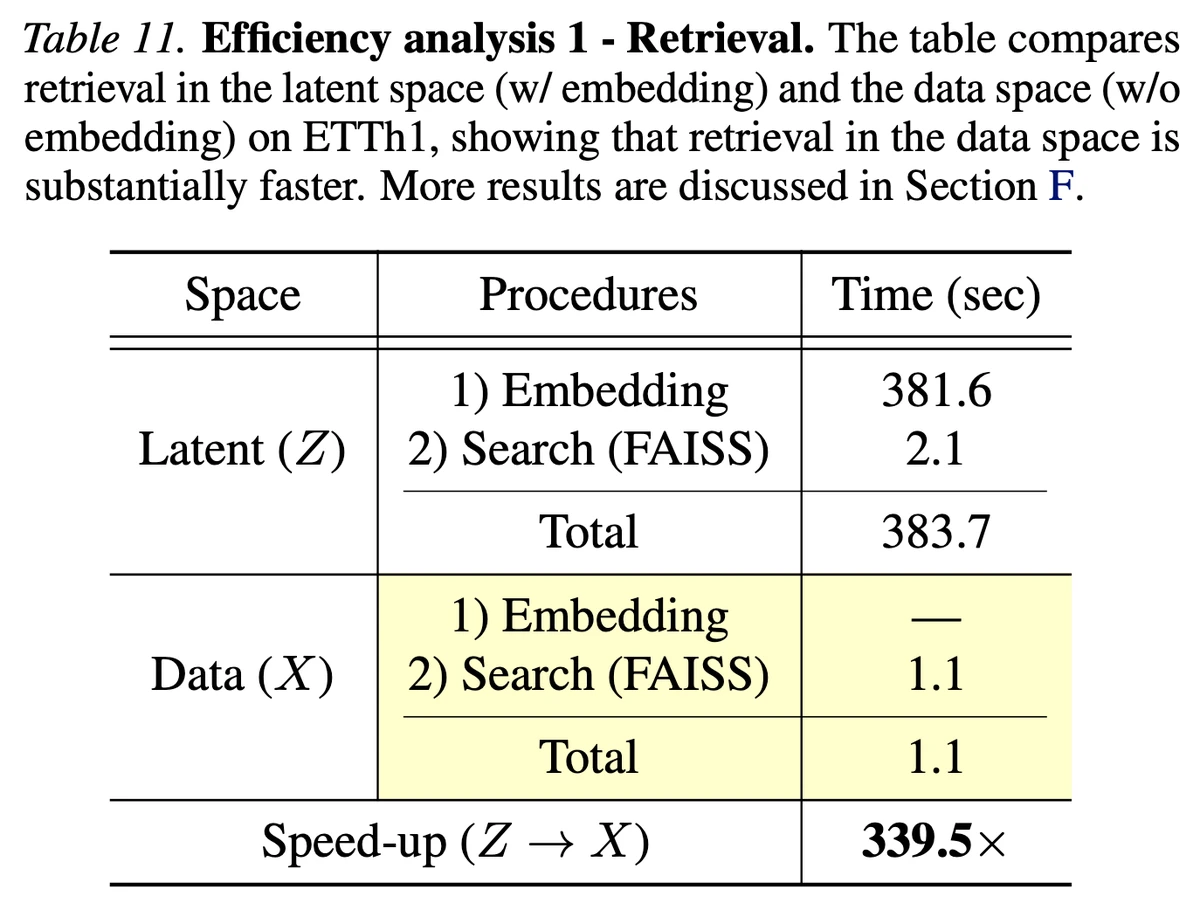 Table 11. Efficiency analysis 1 - Retrieval. The table compares
retrieval in the latent space (w/ embedding) and the data space (w/o
embedding) on ETTh1, showing that retrieval in the data space is
substantially faster. More results are discussed in Section F.
Space Procedures Time (sec)
1) Embedding 381.6
Latent (Z) 2) Search (FAISS) 2.1
Total 383.7
1) Embedding —
Data (X) 2) Search (FAISS) 1.1
Total 1.1
Speed-up (Z → X) 339.5×